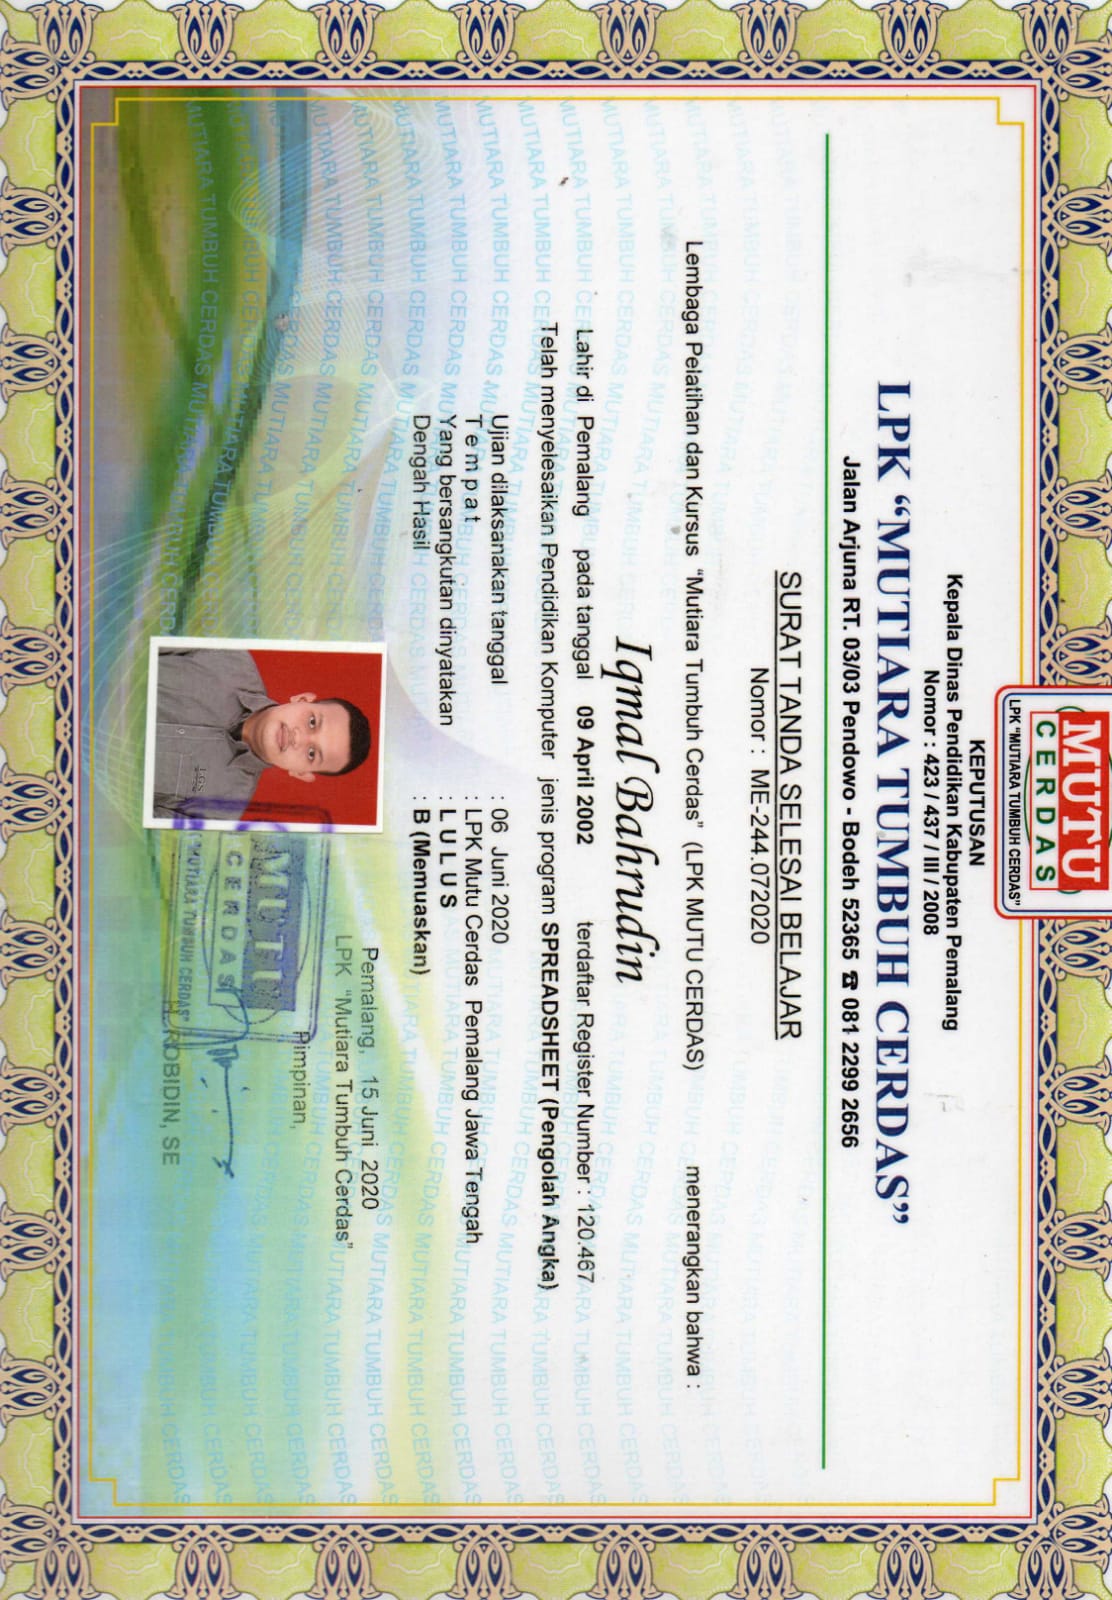 MUTU
CERDAS
LPK "MUTIARA TUMBUH CERDAS"
KEPUTUSAN
Kepala Dinas Pendidikan Kabupaten Pemalang
Nomor : 423 / 437 / III / 2008
LPK “MUTIARA TUMBUH CERDAS”
Jalan Arjuna RT. 03/03 Pendowo - Bodeh 52365 ☎ 081 2299 2656
SURAT TANDA SELESAI BELAJAR
Nomor : ME-244.072020
Lembaga Pelatihan dan Kursus “Mutiara Tumbuh Cerdas” (LPK MUTU CERDAS) menerangkan bahwa :
Iqmal Bahrudin
Lahir di Pemalang pada tanggal 09 April 2002 terdaftar Register Number : 120.467
Telah menyelesaikan Pendidikan Komputer jenis program SPREADSHEET (Pengolah Angka)
Ujian dilaksanakan tanggal : 06 Juni 2020
T e m p a t : LPK Mutu Cerdas Pemalang Jawa Tengah
Yang bersangkutan dinyatakan : L U L U S
Dengah Hasil : B (Memuaskan)
Pemalang, 15 Juni 2020
LPK “Mutiara Tumbuh Cerdas”
Pimpinan,
MUTU
CERDAS
"MUTIARA TUMBUH CERDAS"
ROBIDIN, SE